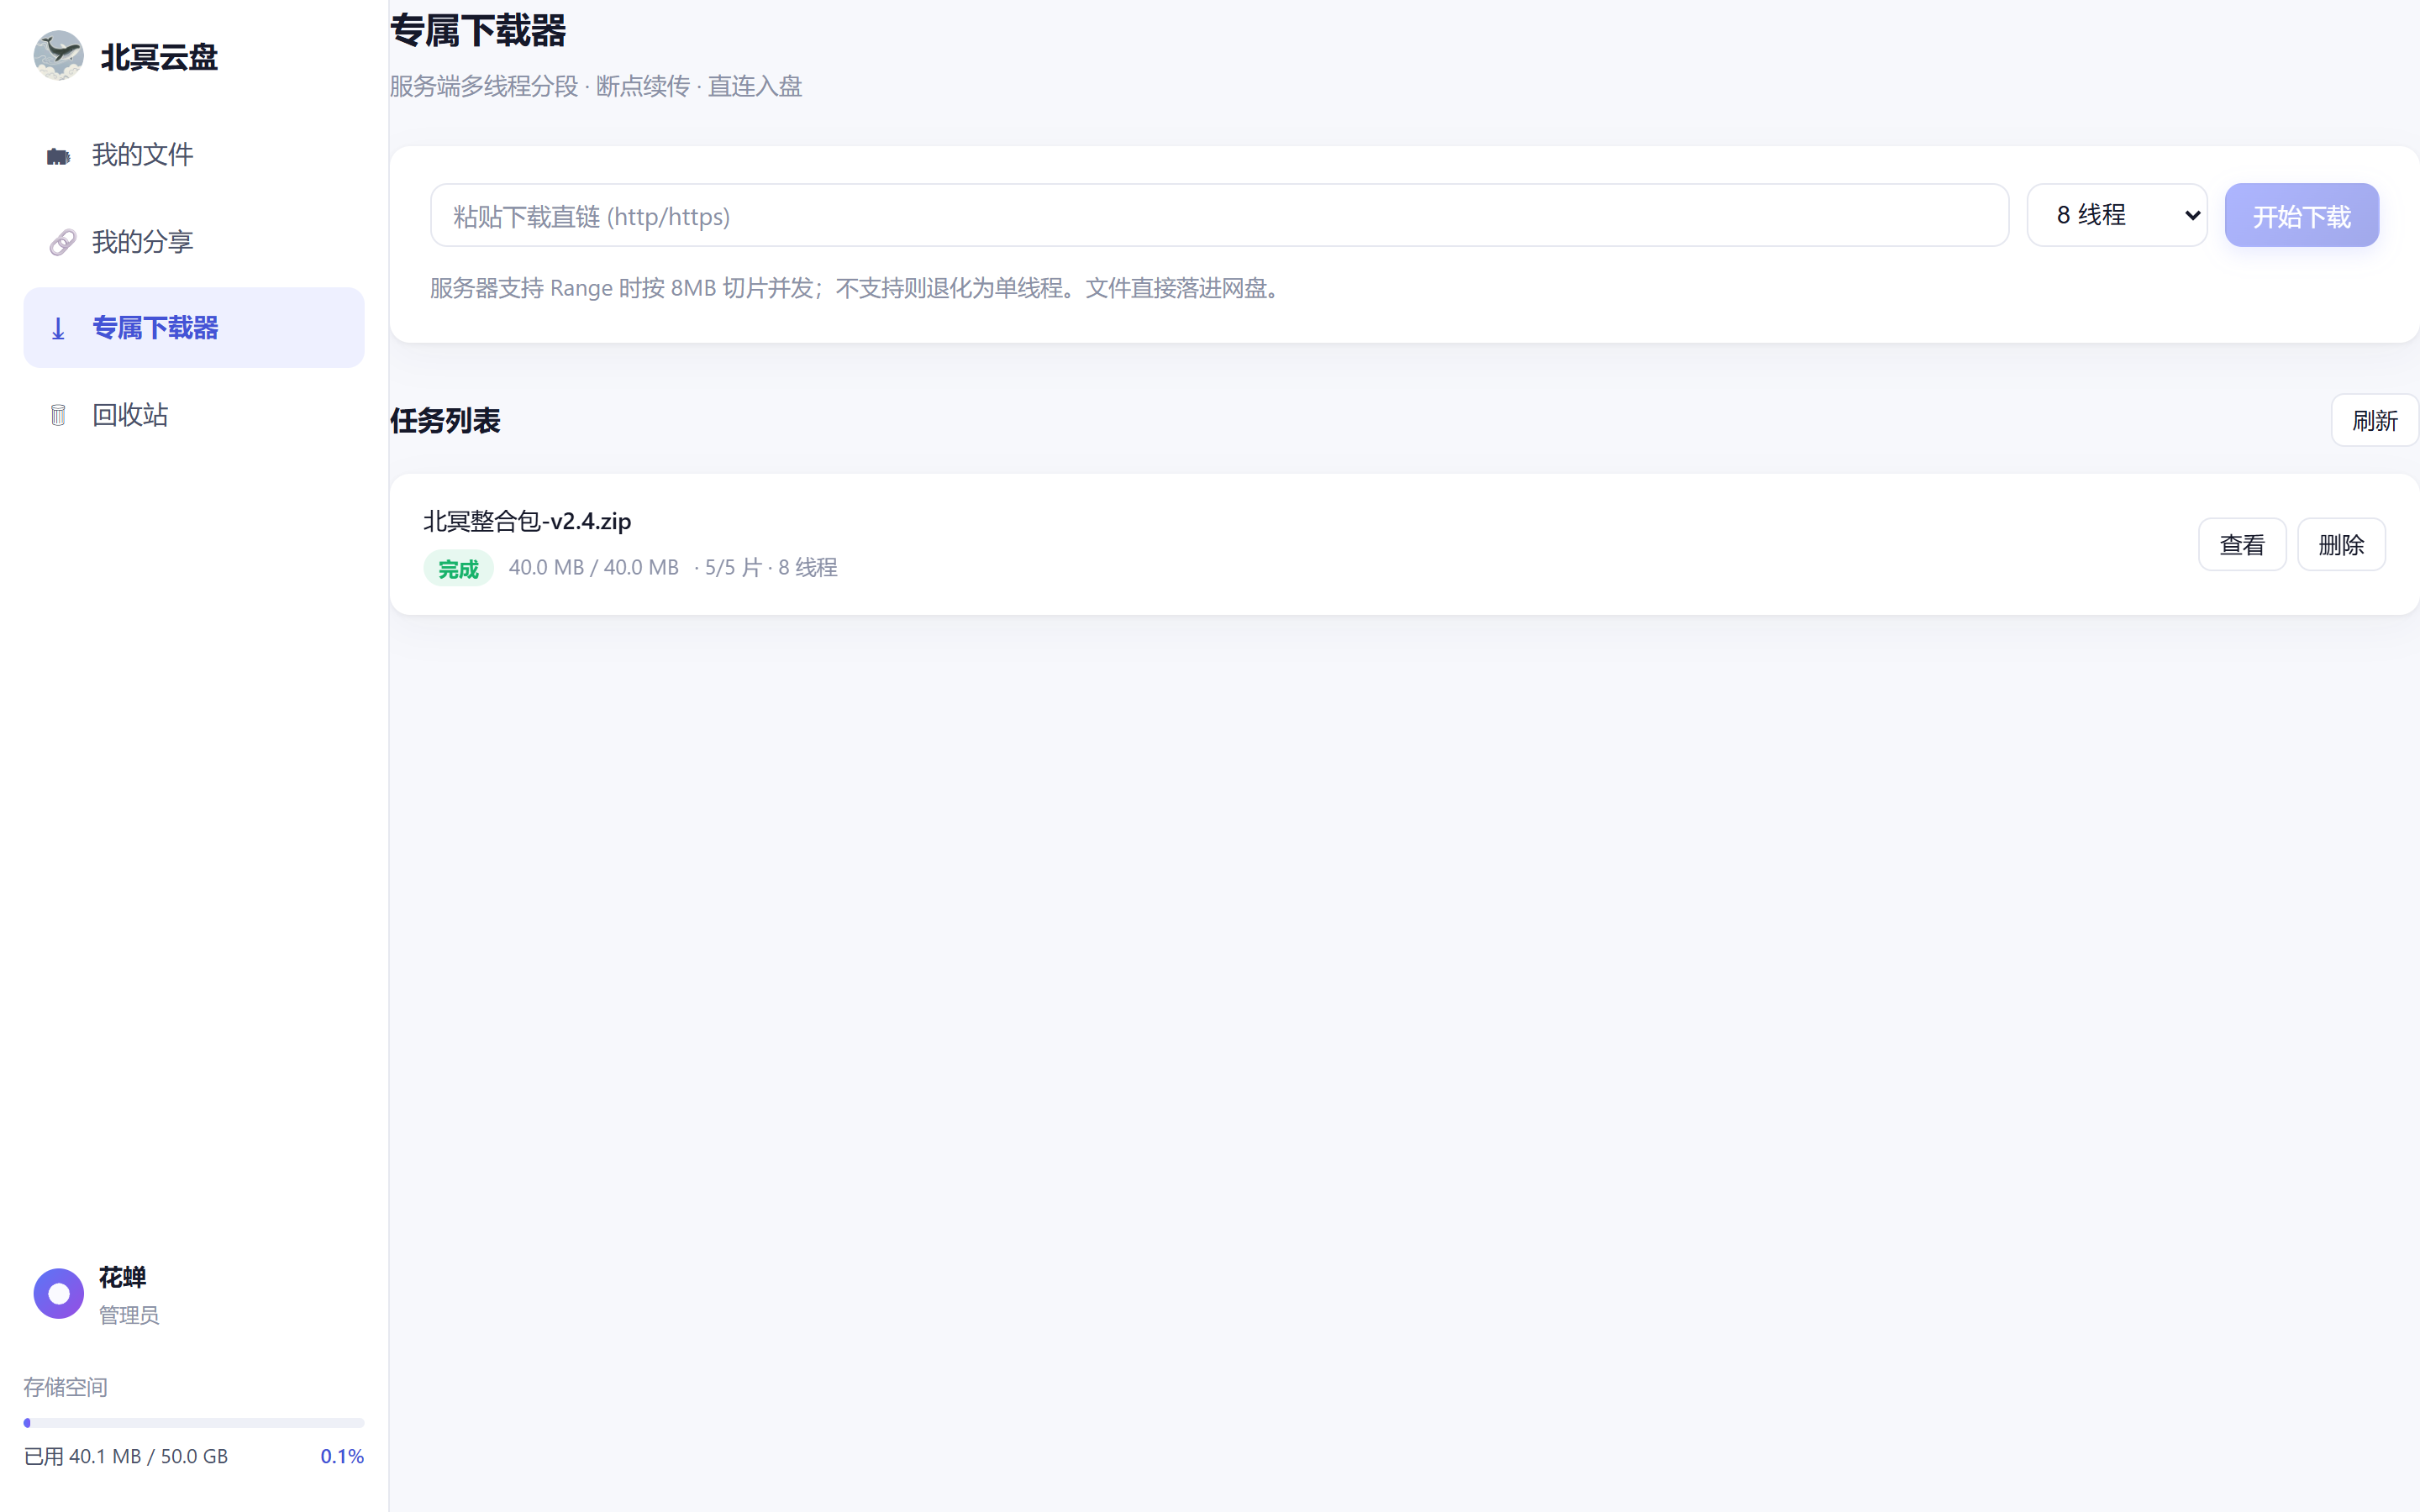 北冥云盘
我的文件
我的分享
专属下载器
回收站
花蝉
管理员
存储空间
已用 40.1 MB / 50.0 GB 0.1%
专属下载器
服务端多线程分段 · 断点续传 · 直连入盘
粘贴下载直链 (http/https) 8 线程 开始下载
服务器支持 Range 时按 8MB 切片并发；不支持则退化为单线程。文件直接落进网盘。
任务列表 刷新
北冥整合包-v2.4.zip
完成 40.0 MB / 40.0 MB · 5/5 片 · 8 线程
查看 删除